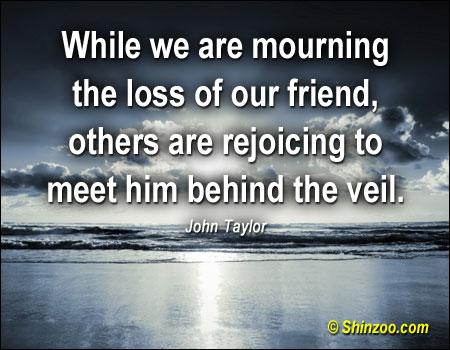 While we are mourning
the loss of our friend,
others are rejoicing to
meet him behind the veil.
John Taylor
© Shinzoo.com